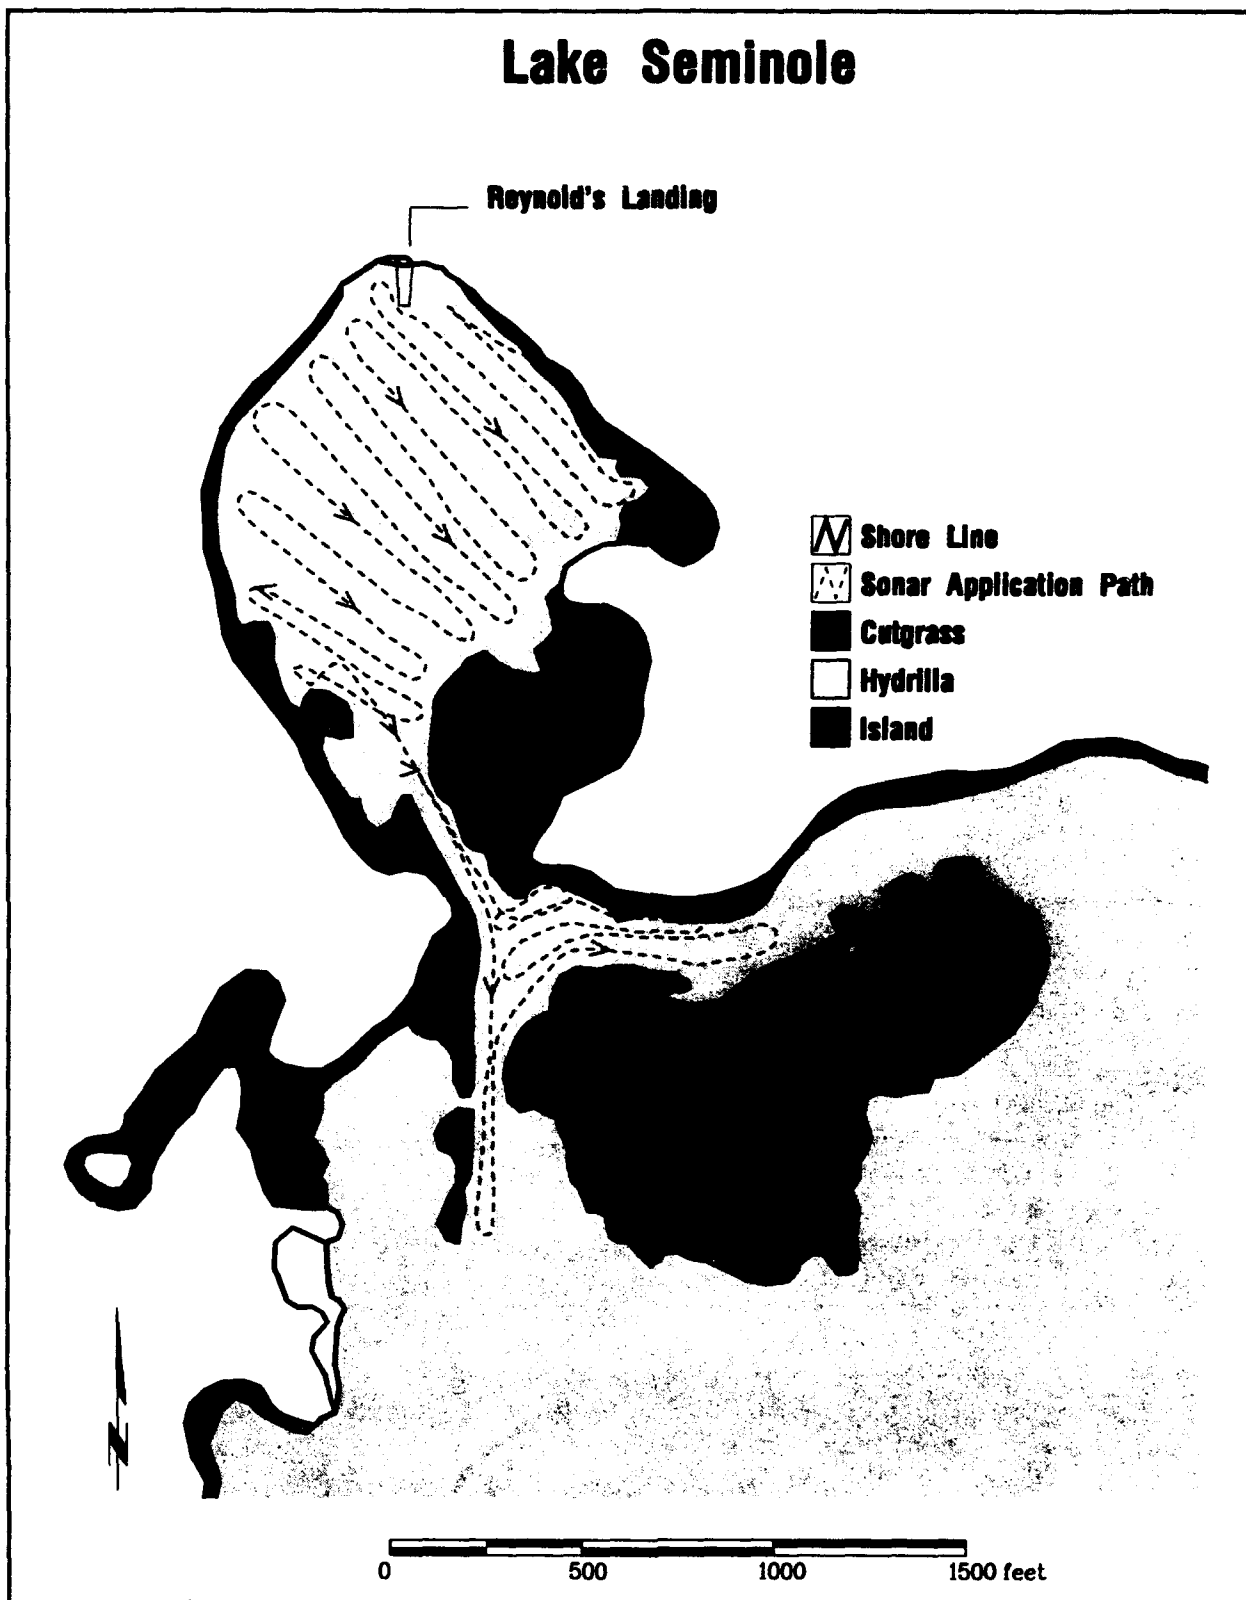 Lake Seminole
Reynold's Landing
Shore Line
Sonar Application Path
Cutgrass
Hydrilla
Island
N
0 500 1000 1500 feet